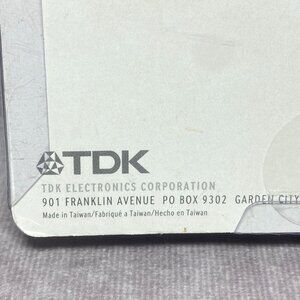 TDK
TDK ELECTRONICS CORPORATION
901 FRANKLIN AVENUE PO BOX 9302 GARDEN CITY
Made in Taiwan/Fabriqué a Taiwan/Hecho en Taiwan